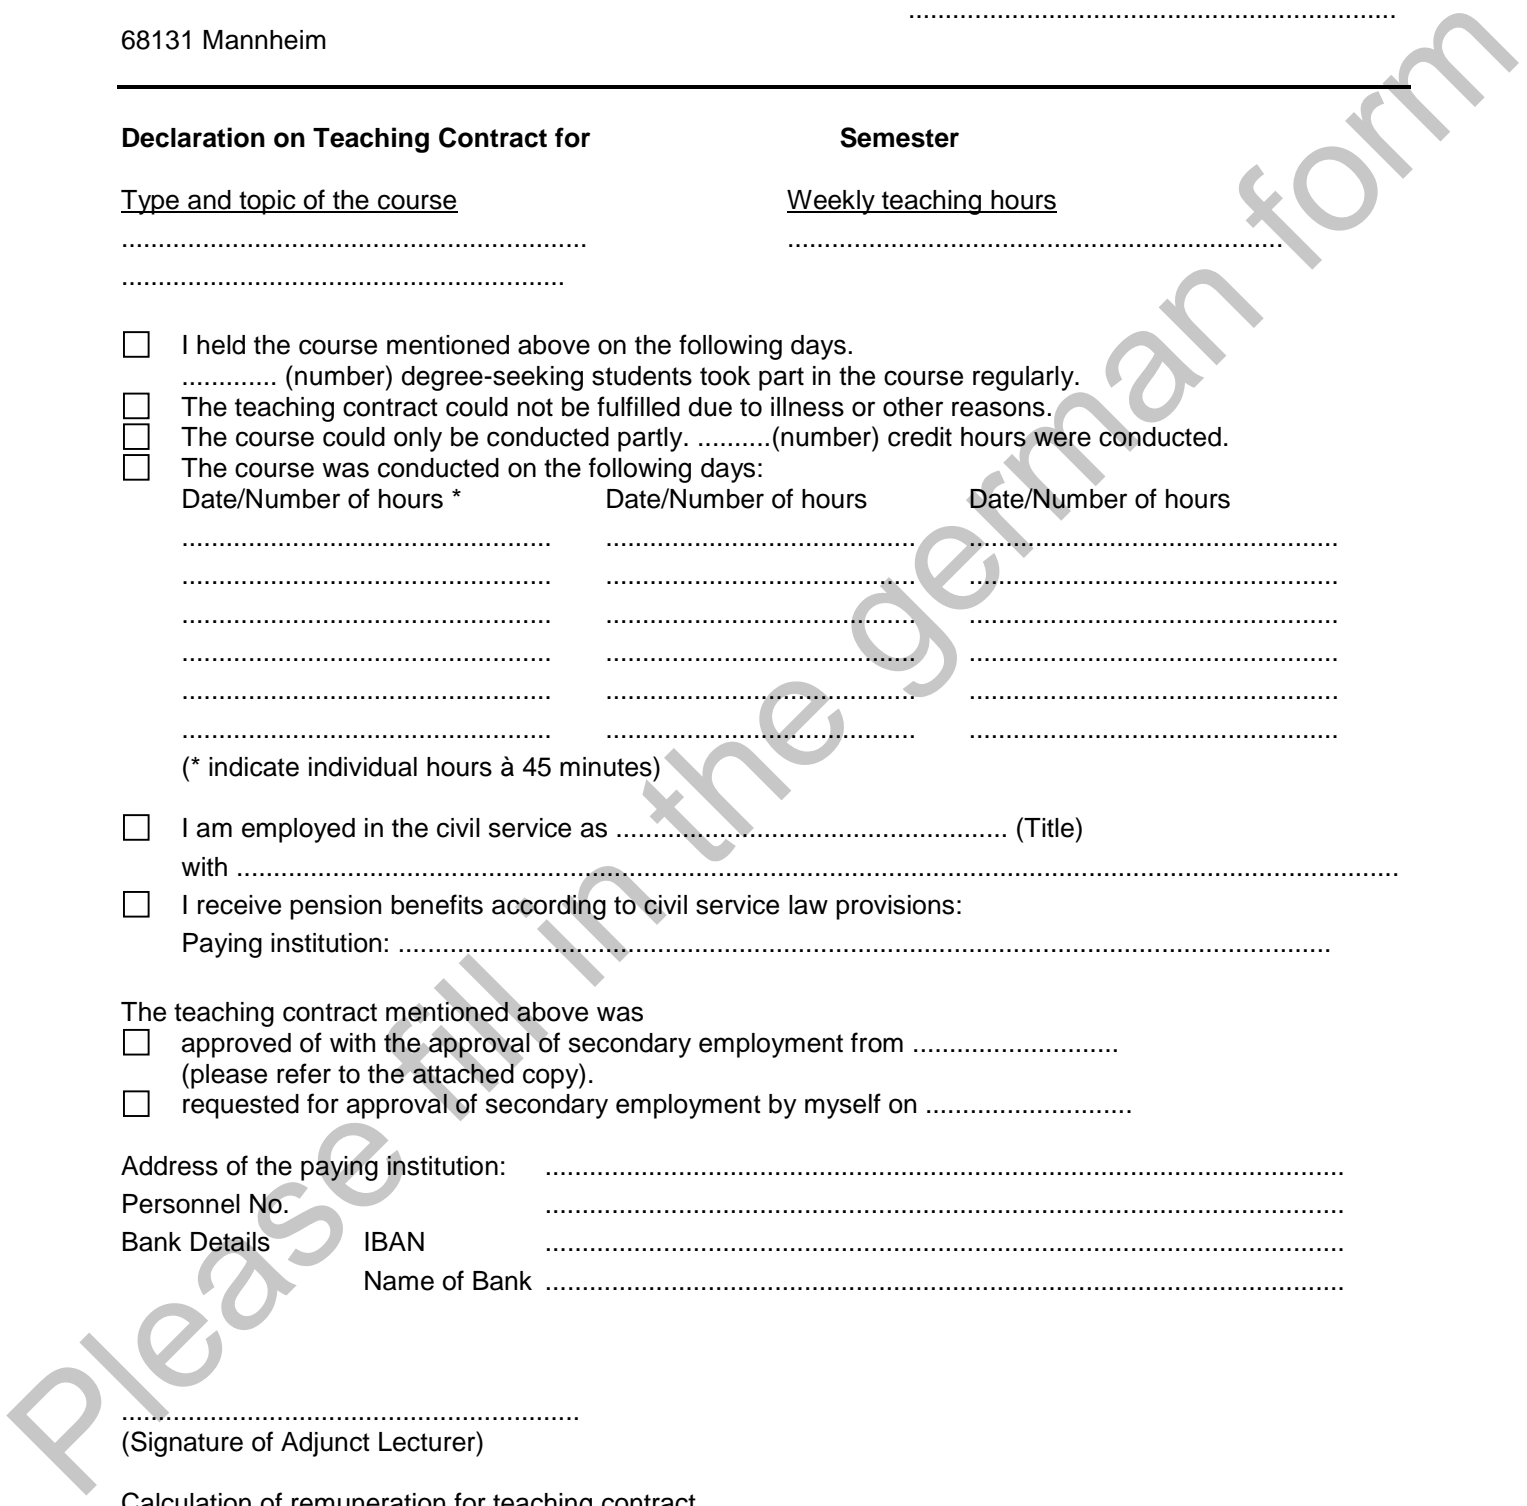 ............................................................
68131 Mannheim
Declaration on Teaching Contract for Semester
Type and topic of the course Weekly teaching hours
............................................................... ...................................................................
............................................................
I held the course mentioned above on the following days.
............. (number) degree-seeking students took part in the course regularly.
The teaching contract could not be fulfilled due to illness or other reasons.
The course could only be conducted partly. ..........(number) credit hours were conducted.
The course was conducted on the following days:
Date/Number of hours * Date/Number of hours Date/Number of hours
.................................................. .......................................... ..................................................
.................................................. .......................................... ..................................................
.................................................. .......................................... ..................................................
.................................................. .......................................... ..................................................
.................................................. .......................................... ..................................................
.................................................. .......................................... ..................................................
(* indicate individual hours à 45 minutes)
I am employed in the civil service as ..................................................... (Title)
with ..............................................................................................................................................................
I receive pension benefits according to civil service law provisions:
Paying institution: ..............................................................................................................................
The teaching contract mentioned above was
approved of with the approval of secondary employment from ............................
(please refer to the attached copy).
requested for approval of secondary employment by myself on ............................
Address of the paying institution: ............................................................................................................
Personnel No. ............................................................................................................
Bank Details IBAN ............................................................................................................
Name of Bank ............................................................................................................
..............................................................
(Signature of Adjunct Lecturer)
Calculation of remuneration for teaching contract
Please fill in the german form